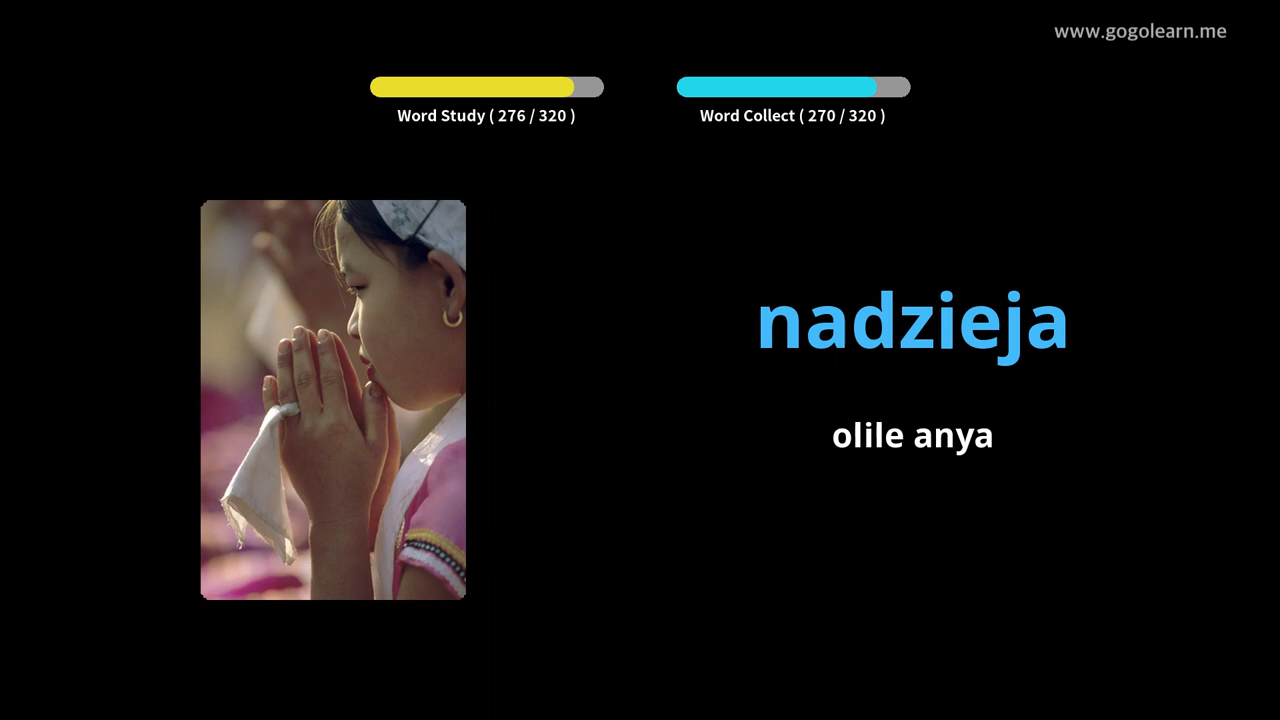 www.gogolearn.me
Word Study ( 276 / 320 )
Word Collect ( 270 / 320 )
nadzieja
olile anya